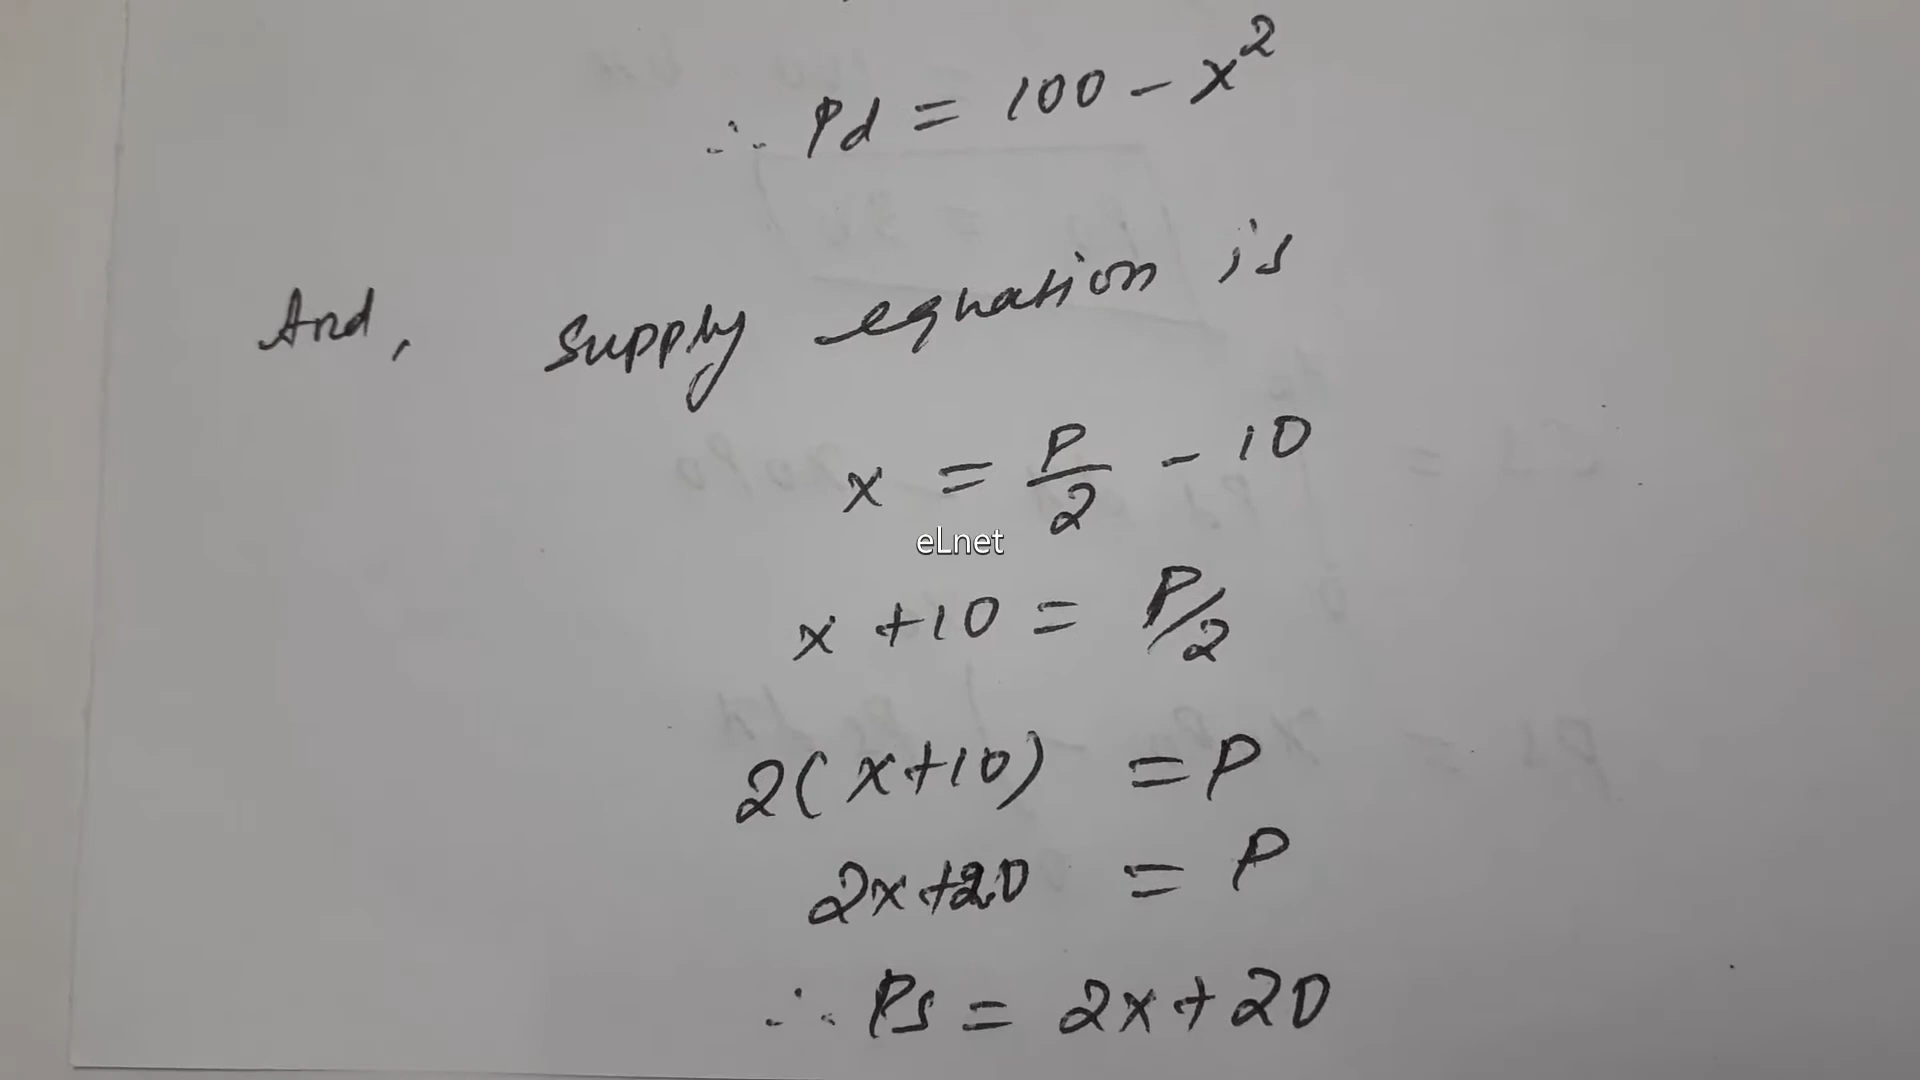 ∴ Pd = 100 - x²
And, supply equation is
x = P/2 - 10
eLnet
x + 10 = P/2
2(x+10) = P
2x+20 = P
∴ Ps = 2x + 20